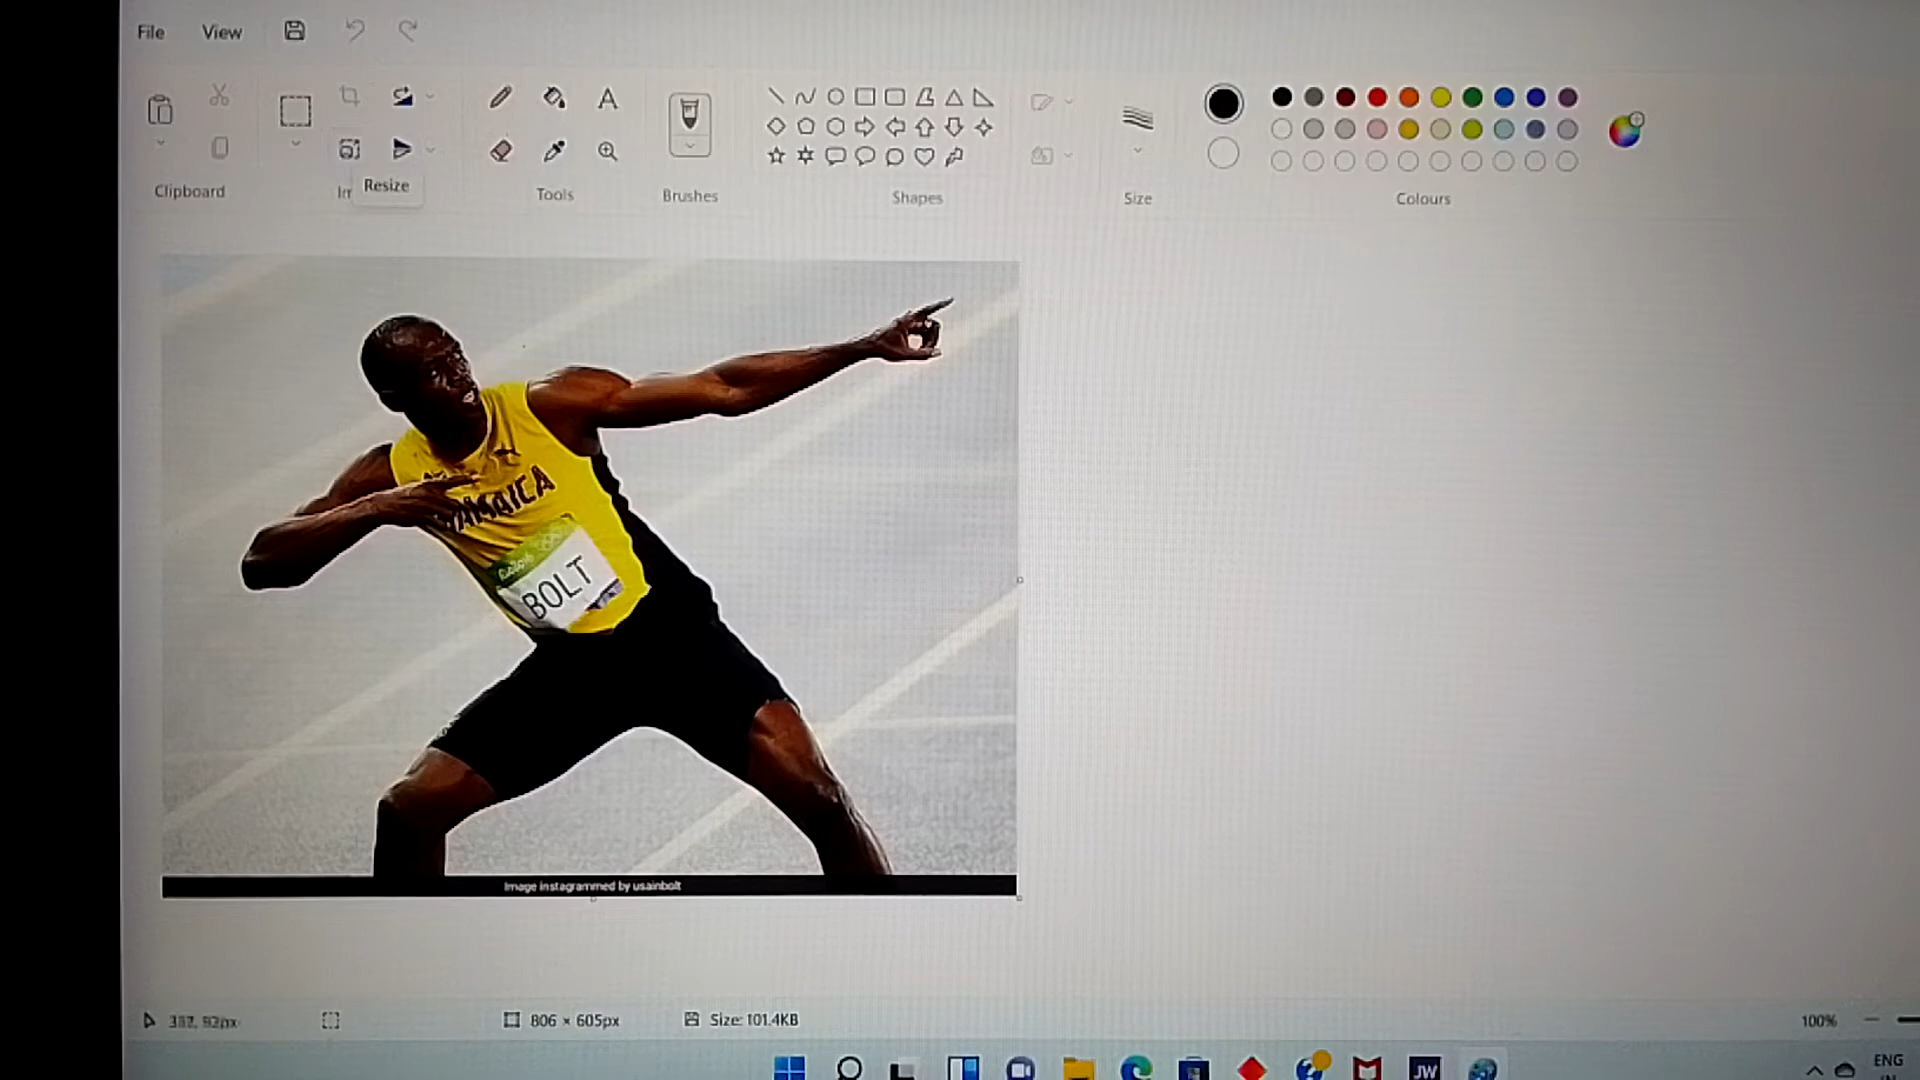 File View
Clipboard
Resize
Tools
Brushes
Shapes
Size
Colours
JAMAICA
BOLT
Image instagrammed by usainbolt
806 × 605px
Size: 101.4KB
100%
JW
ENG